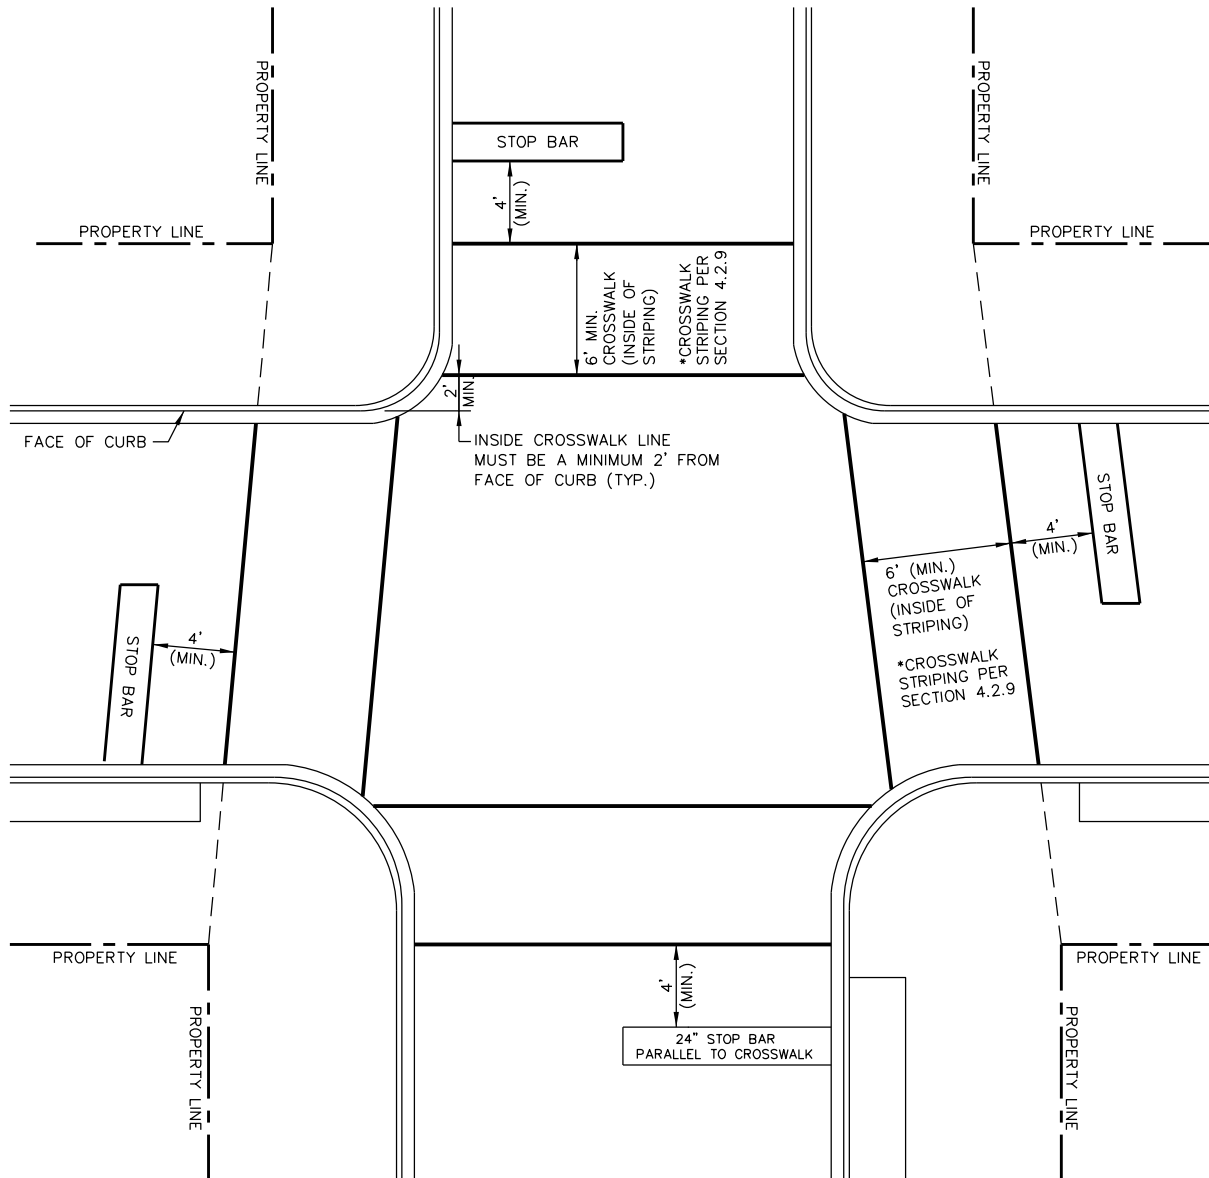 PROPERTY LINE
PROPERTY LINE
STOP BAR
4'
(MIN.)
PROPERTY LINE
PROPERTY LINE
6' MIN.
CROSSWALK
(INSIDE OF
STRIPING)
*CROSSWALK
STRIPING PER
SECTION 4.2.9
2'
MIN.
FACE OF CURB
INSIDE CROSSWALK LINE
MUST BE A MINIMUM 2' FROM
FACE OF CURB (TYP.)
STOP BAR
4'
(MIN.)
6' (MIN.)
CROSSWALK
(INSIDE OF
STRIPING)
*CROSSWALK
STRIPING PER
SECTION 4.2.9
STOP BAR
4'
(MIN.)
PROPERTY LINE
PROPERTY LINE
4'
(MIN.)
24" STOP BAR
PARALLEL TO CROSSWALK
PROPERTY LINE
PROPERTY LINE